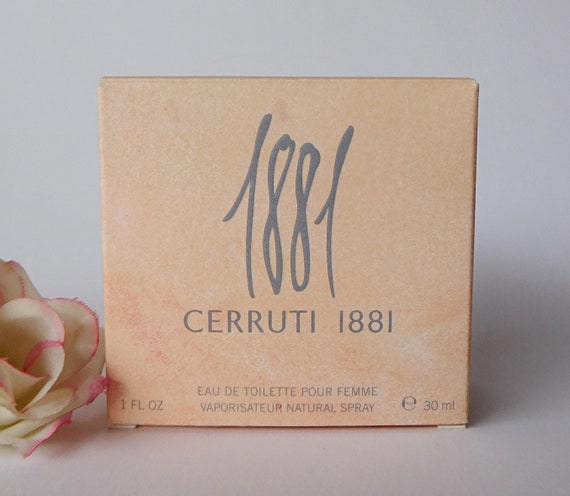 1881
CERRUTI 1881
EAU DE TOILETTE POUR FEMME
1 FL OZ VAPORISATEUR NATURAL SPRAY ℮ 30 ml